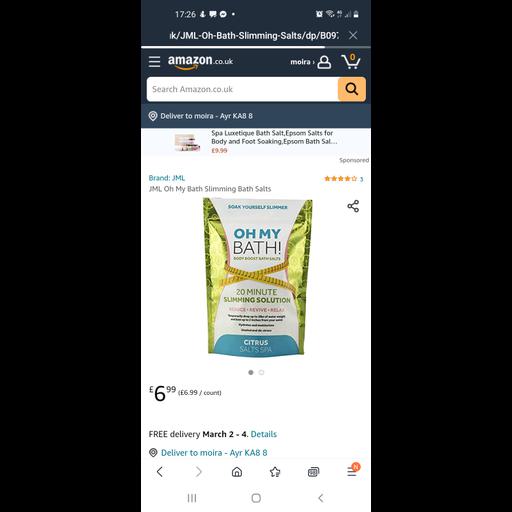 17:26
ik/JML-Oh-Bath-Slimming-Salts/dp/B097
amazon.co.uk
moira ›
0
Search Amazon.co.uk
Deliver to moira - Ayr KA8 8
Spa Luxetique Bath Salt,Epsom Salts for
Body and Foot Soaking,Epsom Bath Sal...
£9.99
Sponsored
Brand: JML
3
JML Oh My Bath Slimming Bath Salts
SOAK YOURSELF SLIMMER
OH MY
BATH!
BODY BOOST BATH SALTS
20 MINUTE
SLIMMING SOLUTION
REDUCE • REVIVE • RELAX
CITRUS
SALTS SPA
£6.99 (£6.99 / count)
FREE delivery March 2 - 4. Details
Deliver to moira - Ayr KA8 8
N